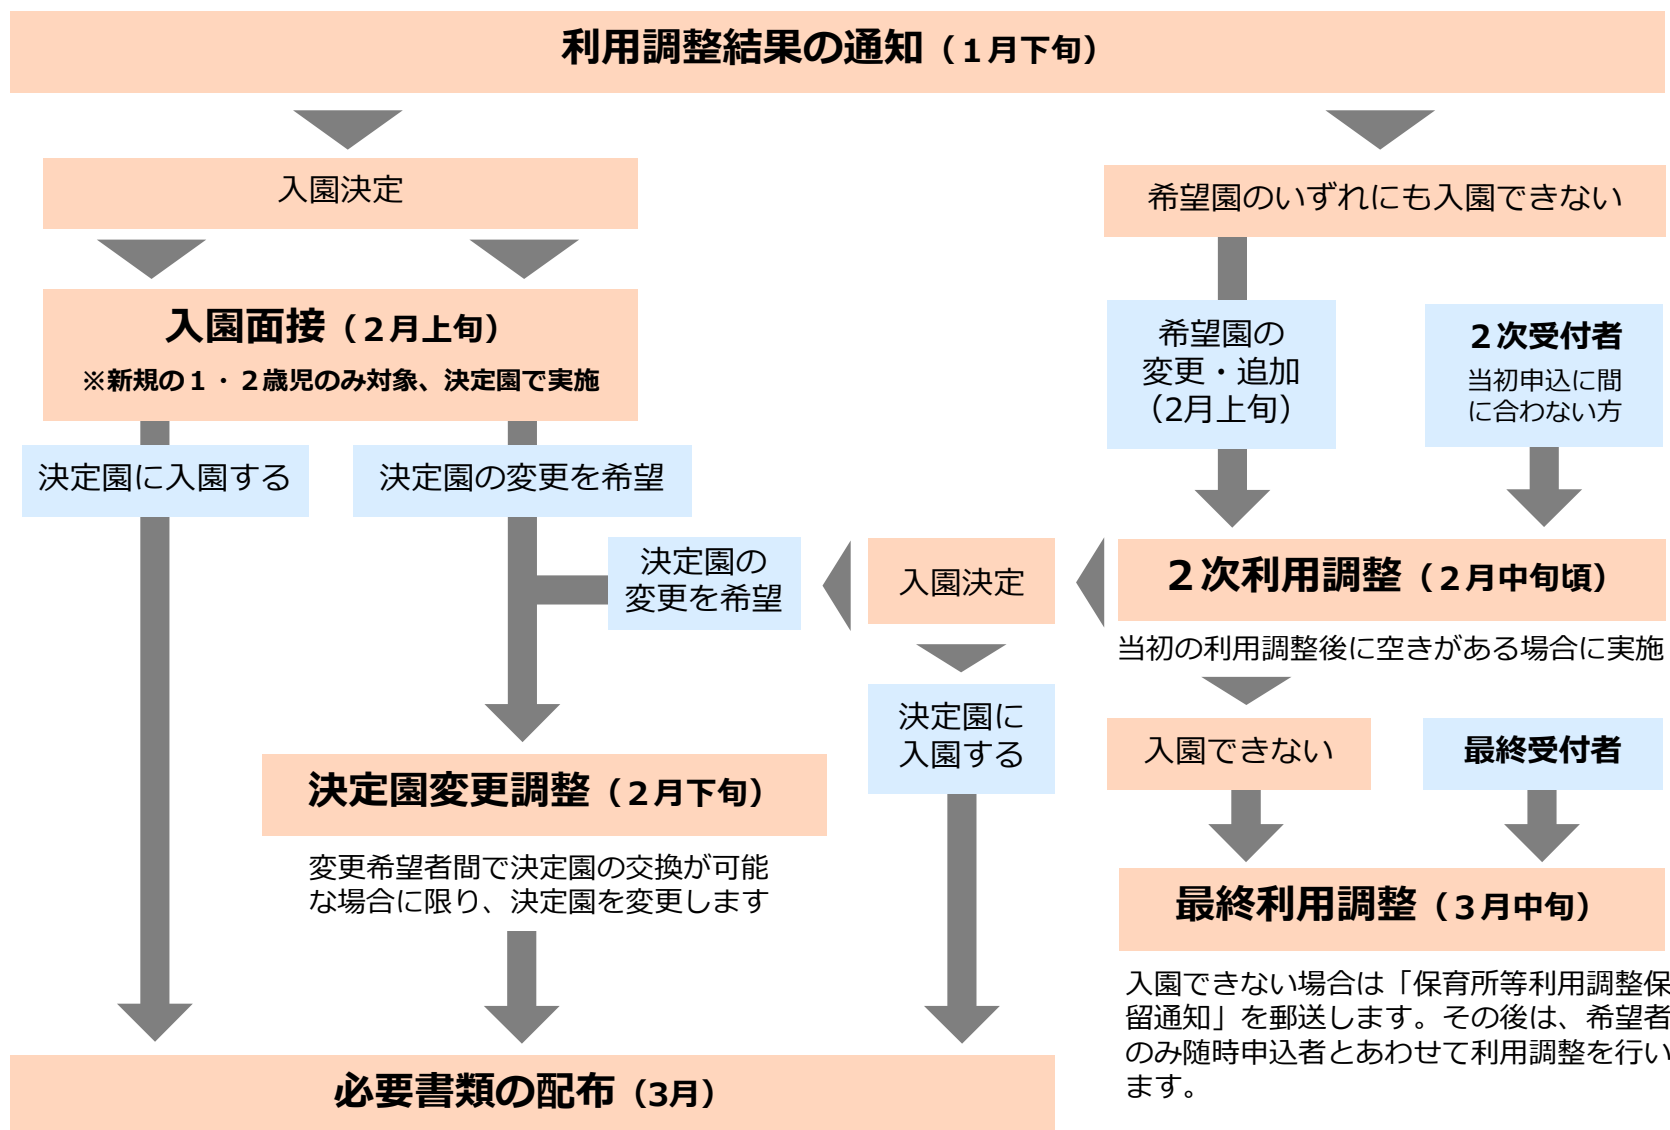 利用調整結果の通知（１月下旬）
入園決定
希望園のいずれにも入園できない
入園面接（２月上旬）
※新規の１・２歳児のみ対象、決定園で実施
希望園の
変更・追加
（2月上旬）
２次受付者
当初申込に間
に合わない方
決定園に入園する
決定園の変更を希望
決定園の
変更を希望
入園決定
２次利用調整（２月中旬頃）
当初の利用調整後に空きがある場合に実施
決定園に
入園する
入園できない
最終受付者
決定園変更調整（２月下旬）
変更希望者間で決定園の交換が可能
な場合に限り、決定園を変更します
最終利用調整（３月中旬）
入園できない場合は「保育所等利用調整保
留通知」を郵送します。その後は、希望者
のみ随時申込者とあわせて利用調整を行い
ます。
必要書類の配布（3月）